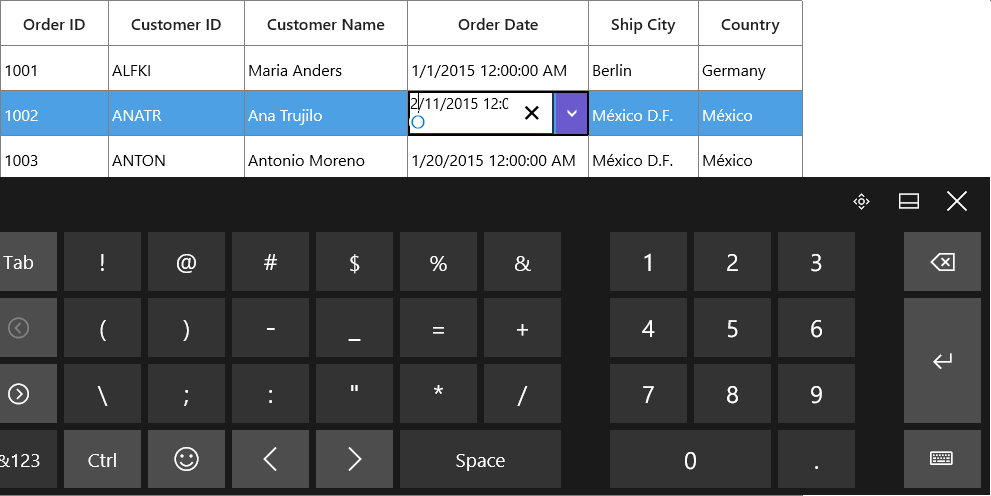 Order ID Customer ID Customer Name Order Date Ship City Country
1001 ALFKI Maria Anders 1/1/2015 12:00:00 AM Berlin Germany
1002 ANATR Ana Trujilo 2/11/2015 12:0 México D.F. México
1003 ANTON Antonio Moreno 1/20/2015 12:00:00 AM México D.F. México
Tab ! @ # $ % & 1 2 3
( ) - _ = + 4 5 6
\ ; : " * / 7 8 9
&123 Ctrl < > Space 0 .